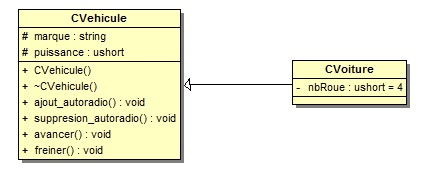 CVehicule
# marque : string
# puissance : ushort
+ CVehicule()
+ ~CVehicule()
+ ajout_autoradio() : void
+ suppresion_autoradio() : void
+ avancer() : void
+ freiner() : void
CVoiture
- nbRoue : ushort = 4